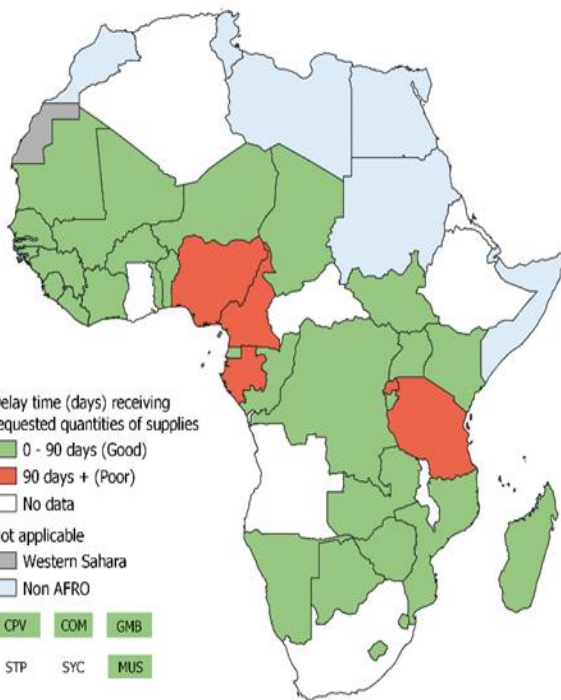 elay time (days) receiving
equested quantities of supplies
0 - 90 days (Good)
90 days + (Poor)
No data
ot applicable
Western Sahara
Non AFRO
CPV COM GMB
STP SYC MUS